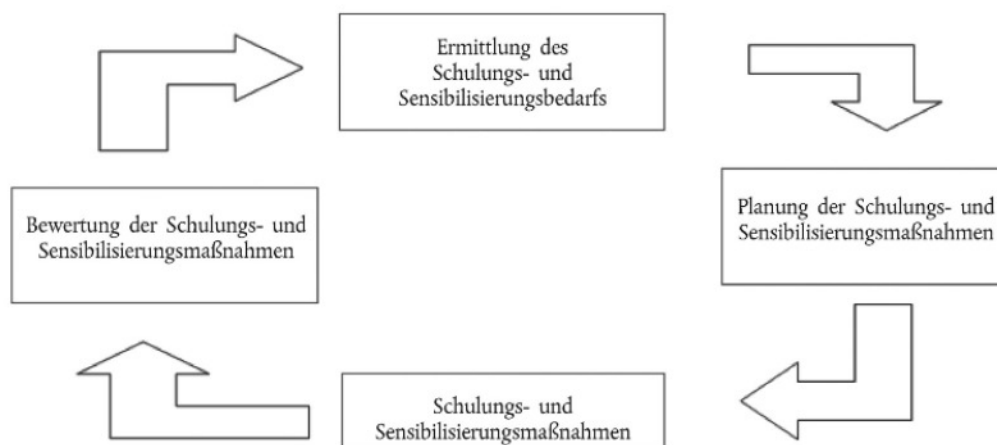 Ermittlung des
Schulungs- und
Sensibilisierungsbedarfs
Bewertung der Schulungs- und
Sensibilisierungsmaßnahmen
Planung der Schulungs- und
Sensibilisierungsmaßnahmen
Schulungs- und
Sensibilisierungsmaßnahmen